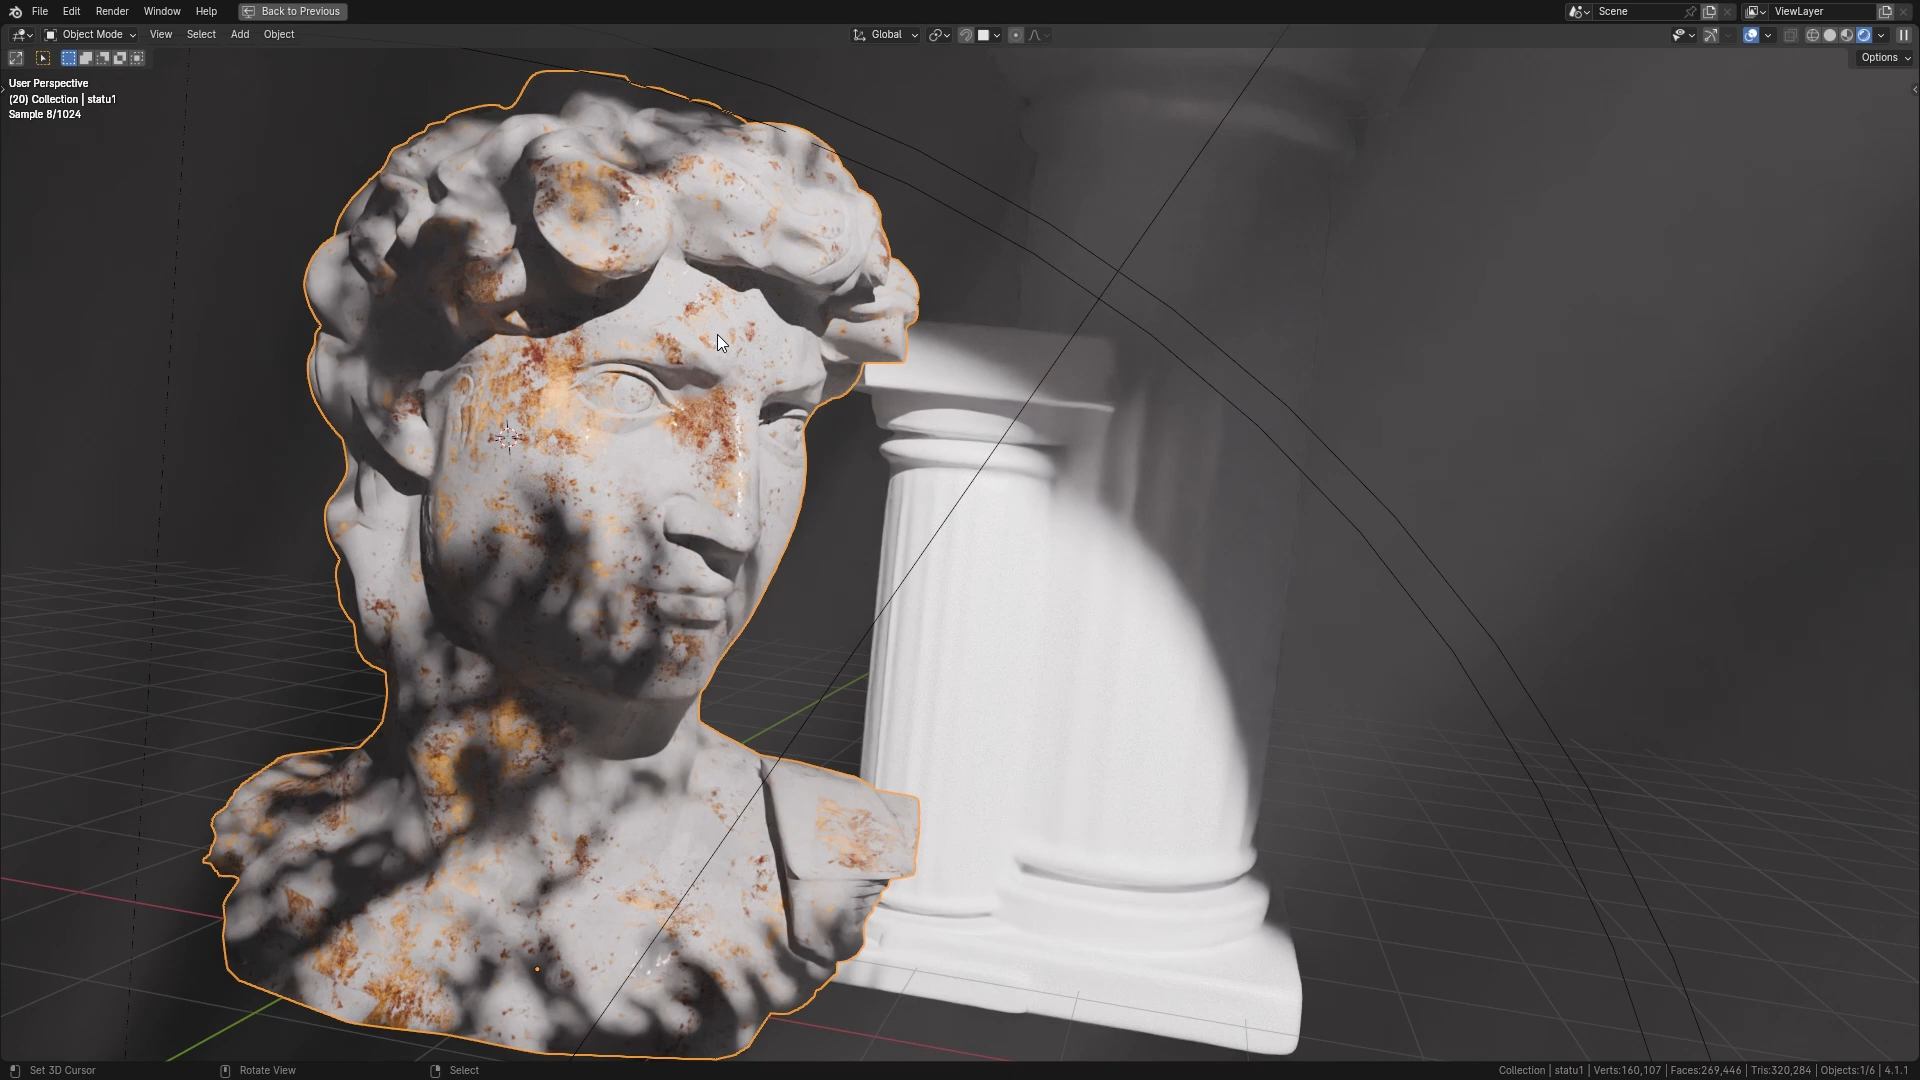 File Edit Render Window Help Back to Previous Scene ViewLayer
Object Mode View Select Add Object Global
Options
User Perspective
(20) Collection | statu1
Sample 8/1024
Set 3D Cursor Rotate View Select Collection | statu1 | Verts:160,107 | Faces:269,446 | Tris:320,284 | Objects:1/6 | 4.1.1